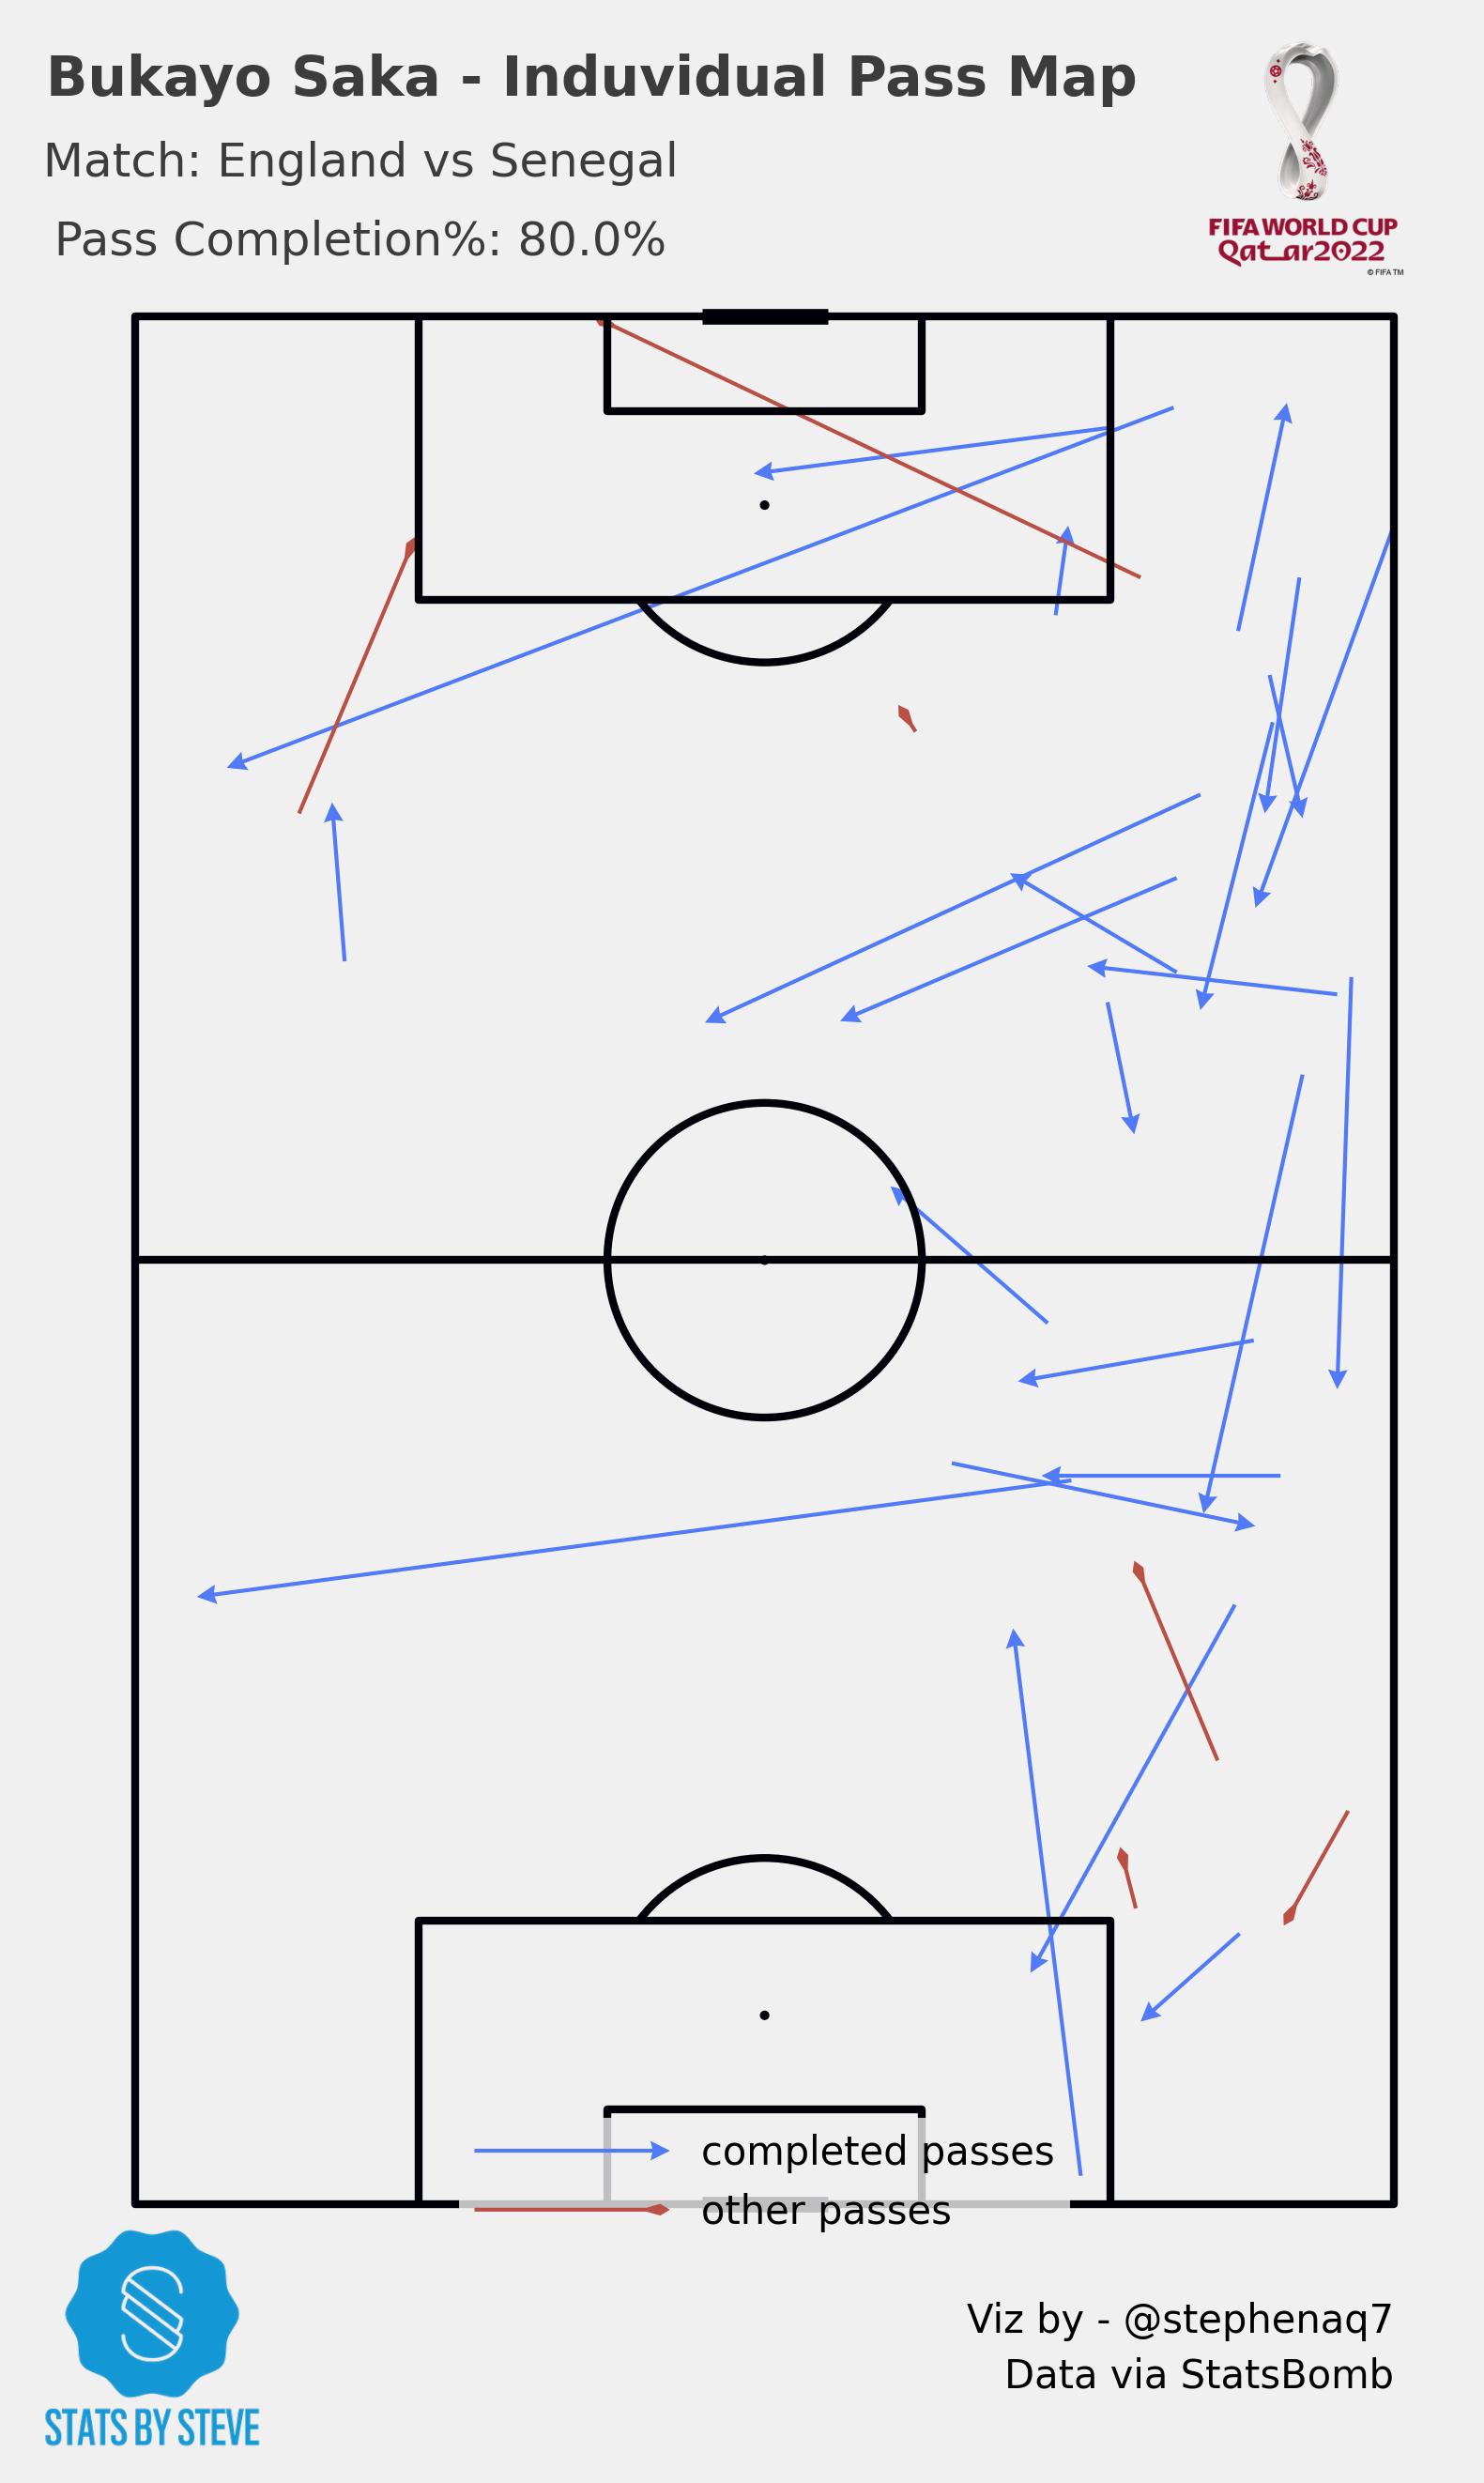 Bukayo Saka - Induvidual Pass Map
Match: England vs Senegal
Pass Completion%: 80.0%
FIFA WORLD CUP
Qatar2022
© FIFA TM
completed passes
other passes
Viz by - @stephenaq7
Data via StatsBomb
STATS BY STEVE